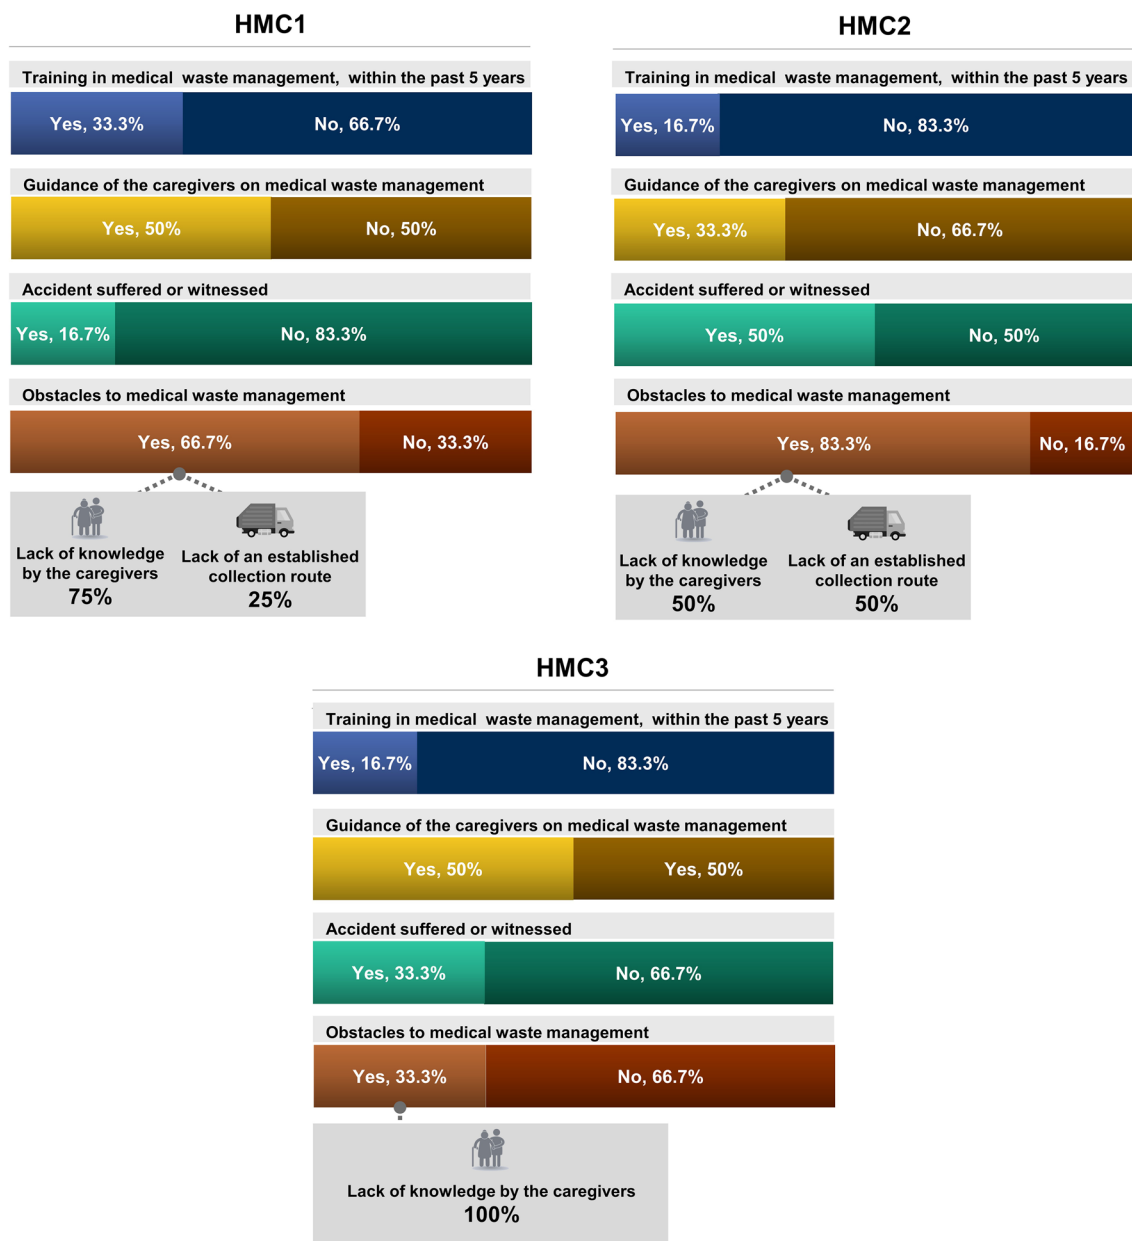 HMC1
Training in medical waste management, within the past 5 years
Yes, 33.3%
No, 66.7%
Guidance of the caregivers on medical waste management
Yes, 50%
No, 50%
Accident suffered or witnessed
Yes, 16.7%
No, 83.3%
Obstacles to medical waste management
Yes, 66.7%
No, 33.3%
Lack of knowledge
by the caregivers
75%
Lack of an established
collection route
25%
HMC2
Training in medical waste management, within the past 5 years
Yes, 16.7%
No, 83.3%
Guidance of the caregivers on medical waste management
Yes, 33.3%
No, 66.7%
Accident suffered or witnessed
Yes, 50%
No, 50%
Obstacles to medical waste management
Yes, 83.3%
No, 16.7%
Lack of knowledge
by the caregivers
50%
Lack of an established
collection route
50%
HMC3
Training in medical waste management, within the past 5 years
Yes, 16.7%
No, 83.3%
Guidance of the caregivers on medical waste management
Yes, 50%
Yes, 50%
Accident suffered or witnessed
Yes, 33.3%
No, 66.7%
Obstacles to medical waste management
Yes, 33.3%
No, 66.7%
Lack of knowledge by the caregivers
100%